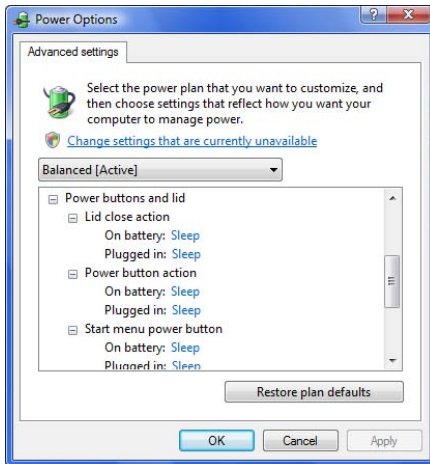 Power Options
Advanced settings
Select the power plan that you want to customize, and
then choose settings that reflect how you want your
computer to manage power.
Change settings that are currently unavailable
Balanced [Active]
Power buttons and lid
Lid close action
On battery: Sleep
Plugged in: Sleep
Power button action
On battery: Sleep
Plugged in: Sleep
Start menu power button
On battery: Sleep
Plugged in: Sleep
Restore plan defaults
OK Cancel Apply